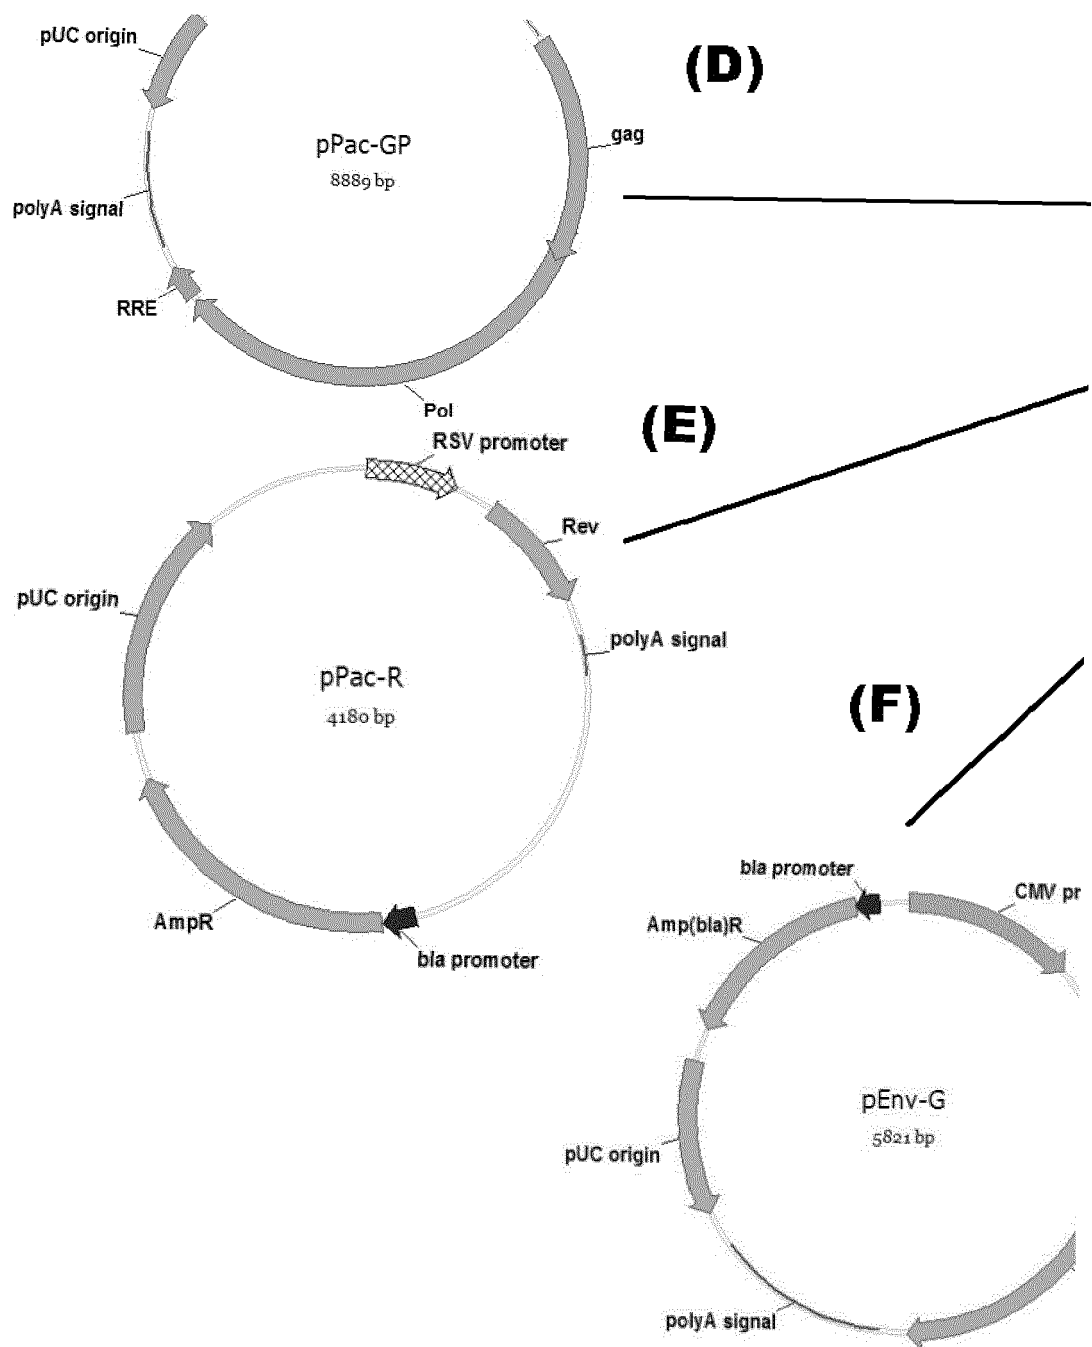 pUC origin
(D)
gag
pPac-GP
8889 bp
polyA signal
RRE
Pol
(E)
RSV promoter
Rev
pUC origin
polyA signal
pPac-R
4180 bp
(F)
AmpR
bla promoter
bla promoter
CMV pr
Amp(bla)R
pEnv-G
5821 bp
pUC origin
polyA signal